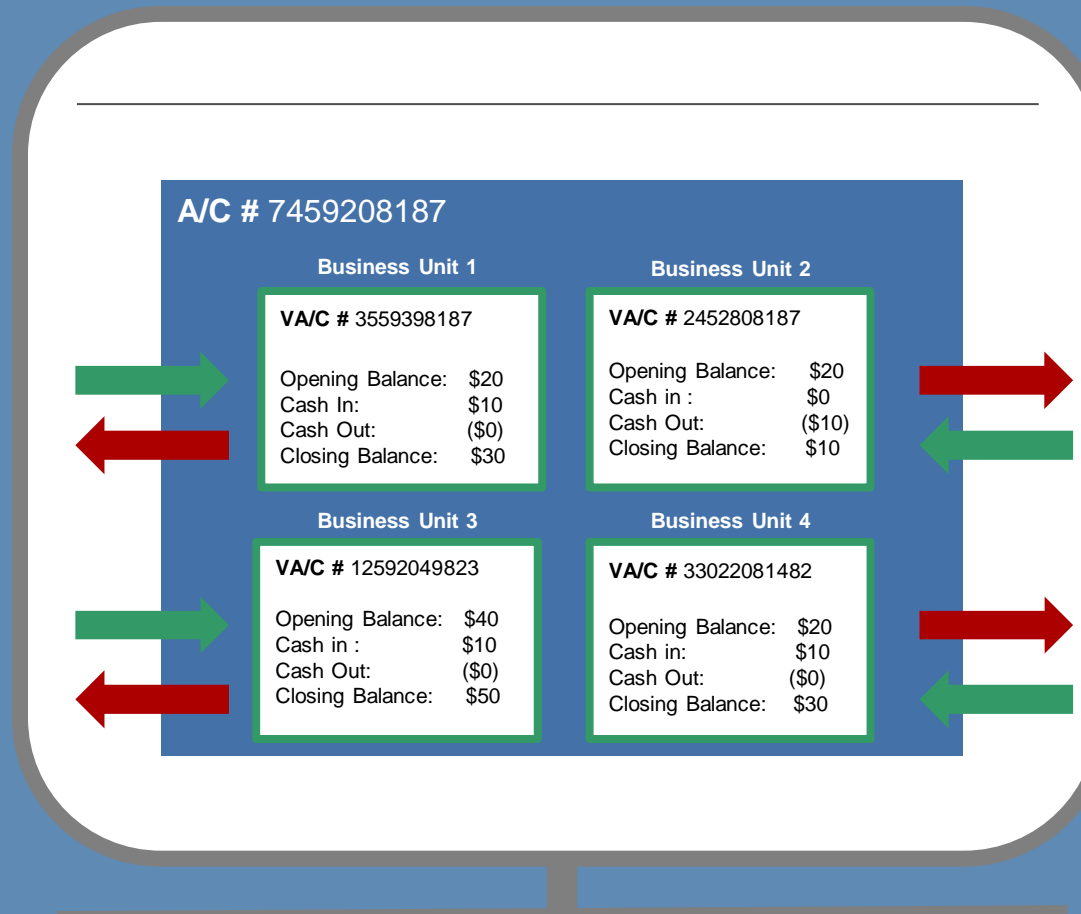 A/C # 7459208187
Business Unit 1
VA/C # 3559398187
Opening Balance: $20
Cash In: $10
Cash Out: ($0)
Closing Balance: $30
Business Unit 2
VA/C # 2452808187
Opening Balance: $20
Cash in : $0
Cash Out: ($10)
Closing Balance: $10
Business Unit 3
VA/C # 12592049823
Opening Balance: $40
Cash in : $10
Cash Out: ($0)
Closing Balance: $50
Business Unit 4
VA/C # 33022081482
Opening Balance: $20
Cash in: $10
Cash Out: ($0)
Closing Balance: $30